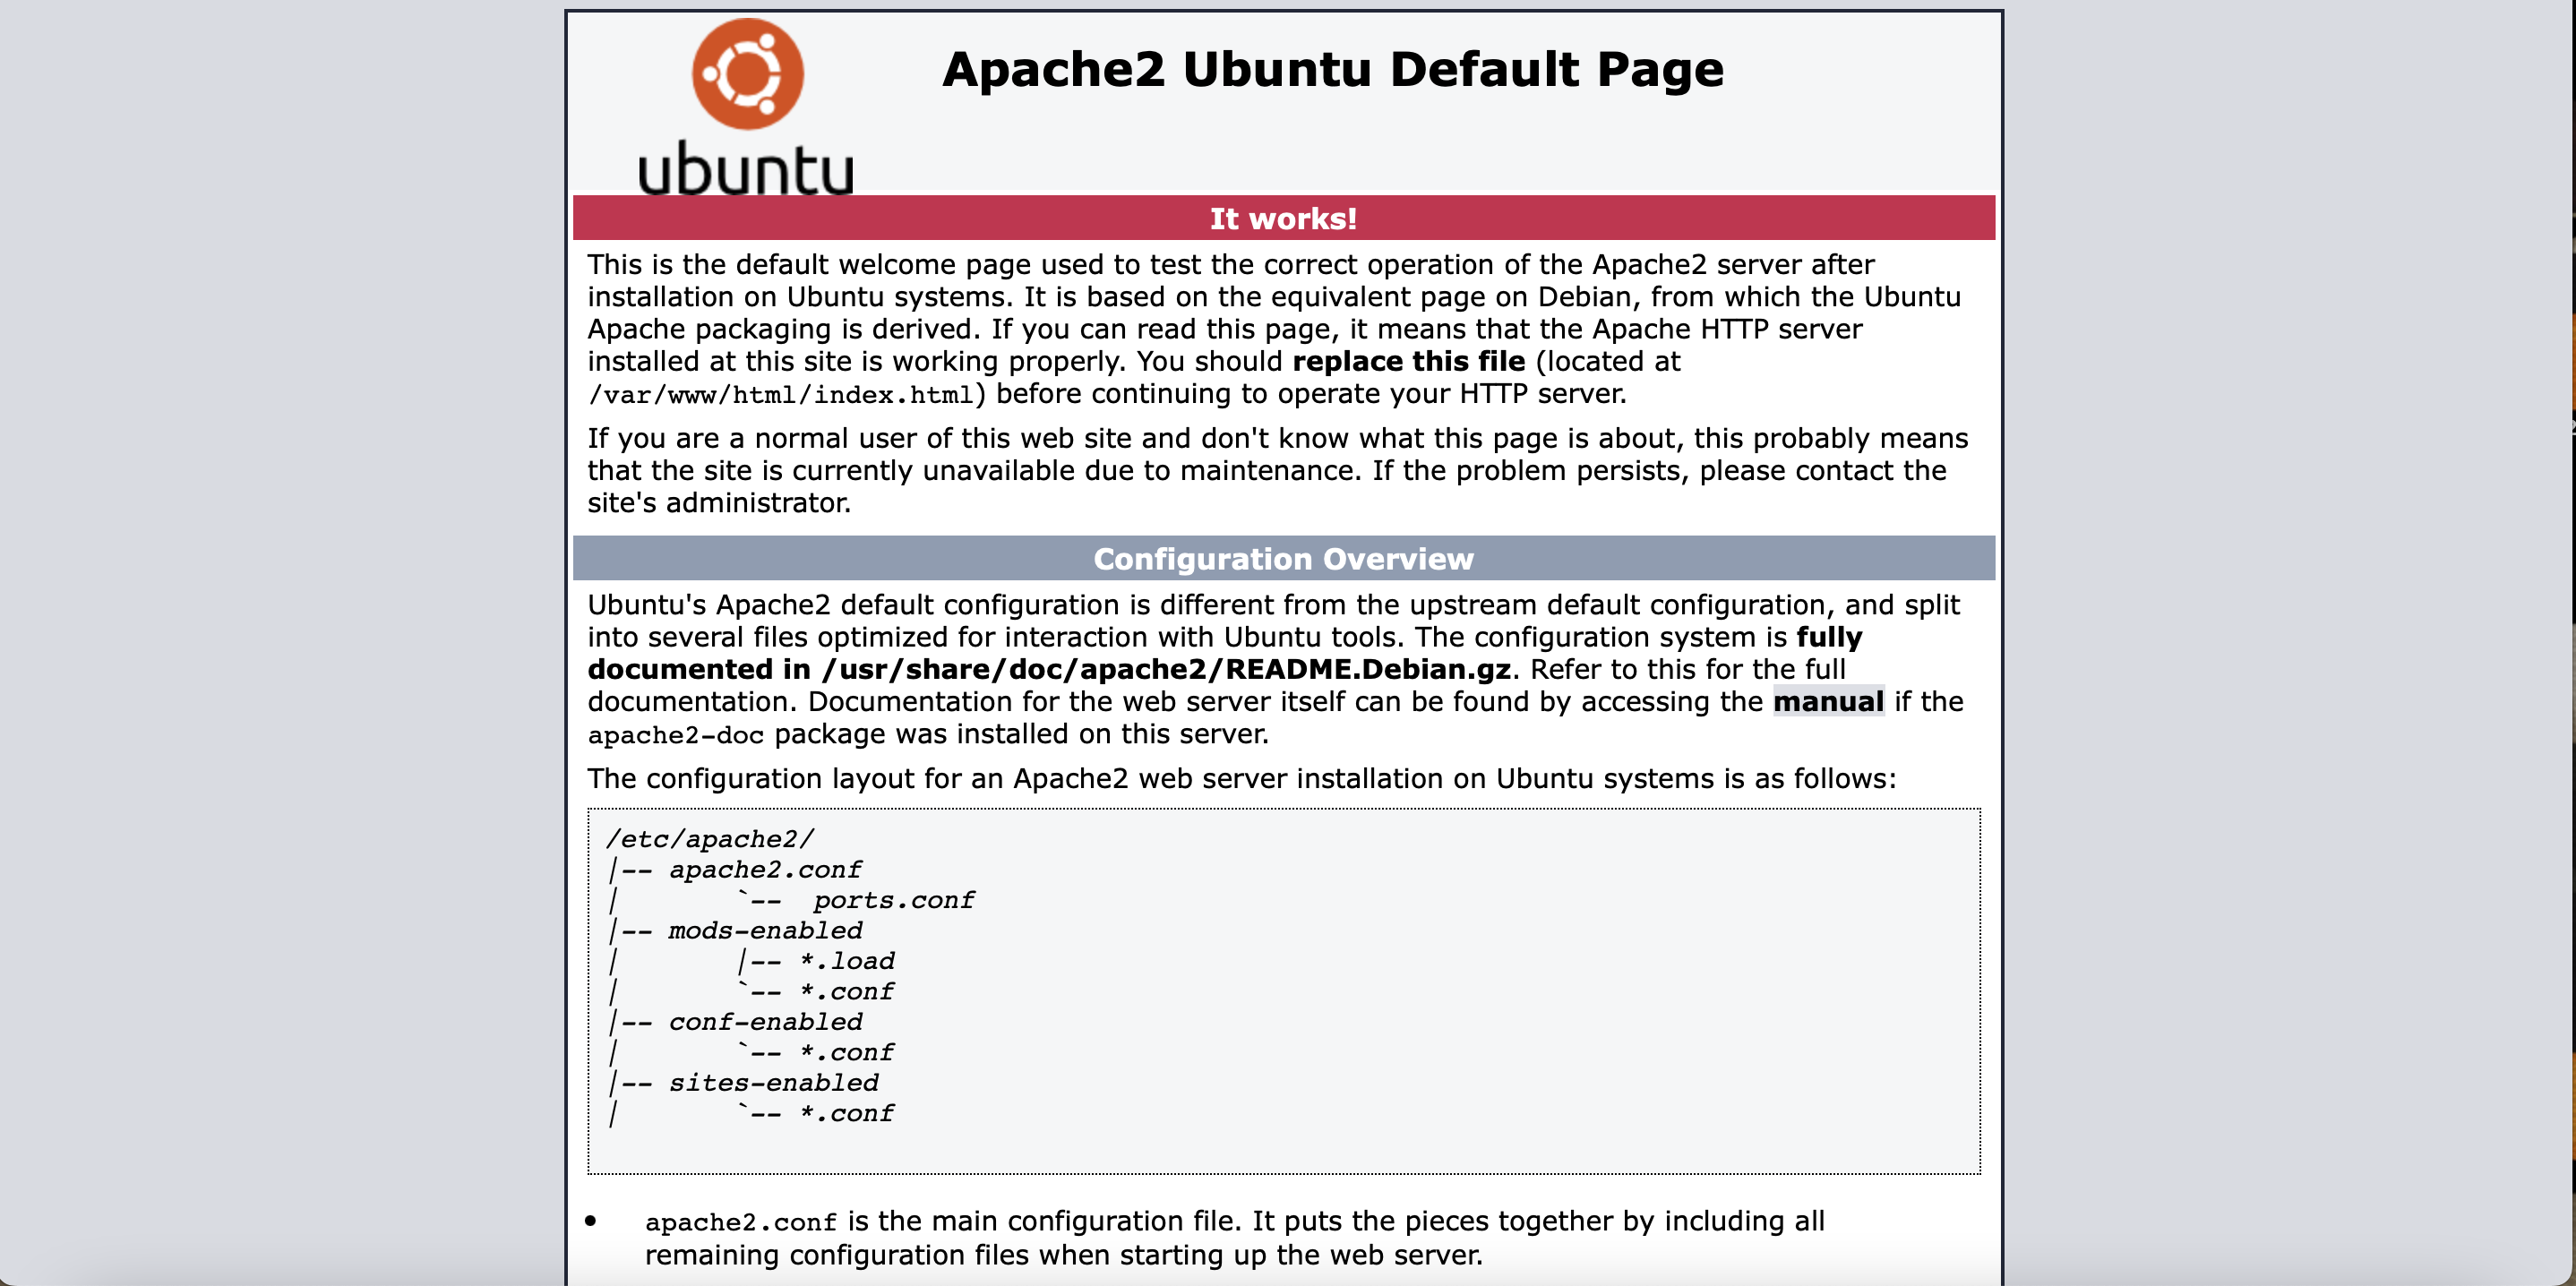 ubuntu
Apache2 Ubuntu Default Page
It works!
This is the default welcome page used to test the correct operation of the Apache2 server after
installation on Ubuntu systems. It is based on the equivalent page on Debian, from which the Ubuntu
Apache packaging is derived. If you can read this page, it means that the Apache HTTP server
installed at this site is working properly. You should replace this file (located at
/var/www/html/index.html) before continuing to operate your HTTP server.
If you are a normal user of this web site and don't know what this page is about, this probably means
that the site is currently unavailable due to maintenance. If the problem persists, please contact the
site's administrator.
Configuration Overview
Ubuntu's Apache2 default configuration is different from the upstream default configuration, and split
into several files optimized for interaction with Ubuntu tools. The configuration system is fully
documented in /usr/share/doc/apache2/README.Debian.gz. Refer to this for the full
documentation. Documentation for the web server itself can be found by accessing the manual if the
apache2-doc package was installed on this server.
The configuration layout for an Apache2 web server installation on Ubuntu systems is as follows:
/etc/apache2/
|-- apache2.conf
|       `--  ports.conf
|-- mods-enabled
|       |-- *.load
|       `-- *.conf
|-- conf-enabled
|       `-- *.conf
|-- sites-enabled
|       `-- *.conf
• apache2.conf is the main configuration file. It puts the pieces together by including all
remaining configuration files when starting up the web server.